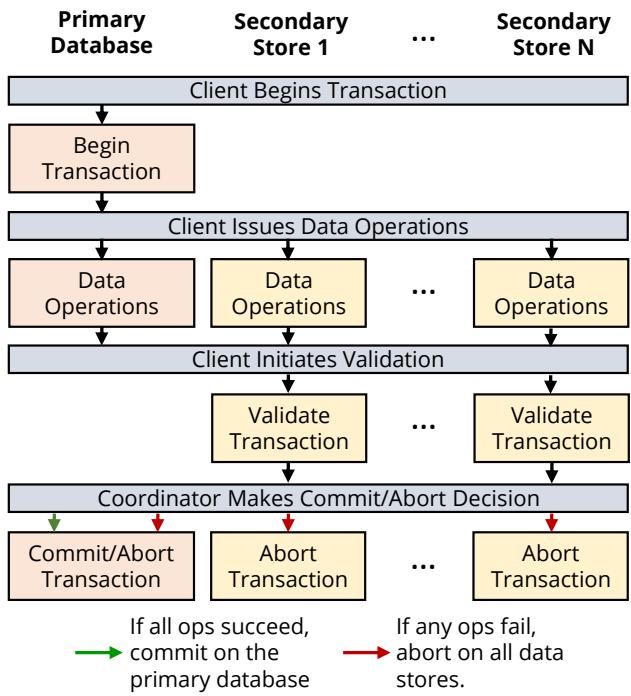 Primary
Database
Secondary
Store 1
...
Secondary
Store N
Client Begins Transaction
Begin
Transaction
Client Issues Data Operations
Data
Operations
Data
Operations
...
Data
Operations
Client Initiates Validation
Validate
Transaction
...
Validate
Transaction
Coordinator Makes Commit/Abort Decision
Commit/Abort
Transaction
Abort
Transaction
...
Abort
Transaction
If all ops succeed,
commit on the
primary database
If any ops fail,
abort on all data
stores.